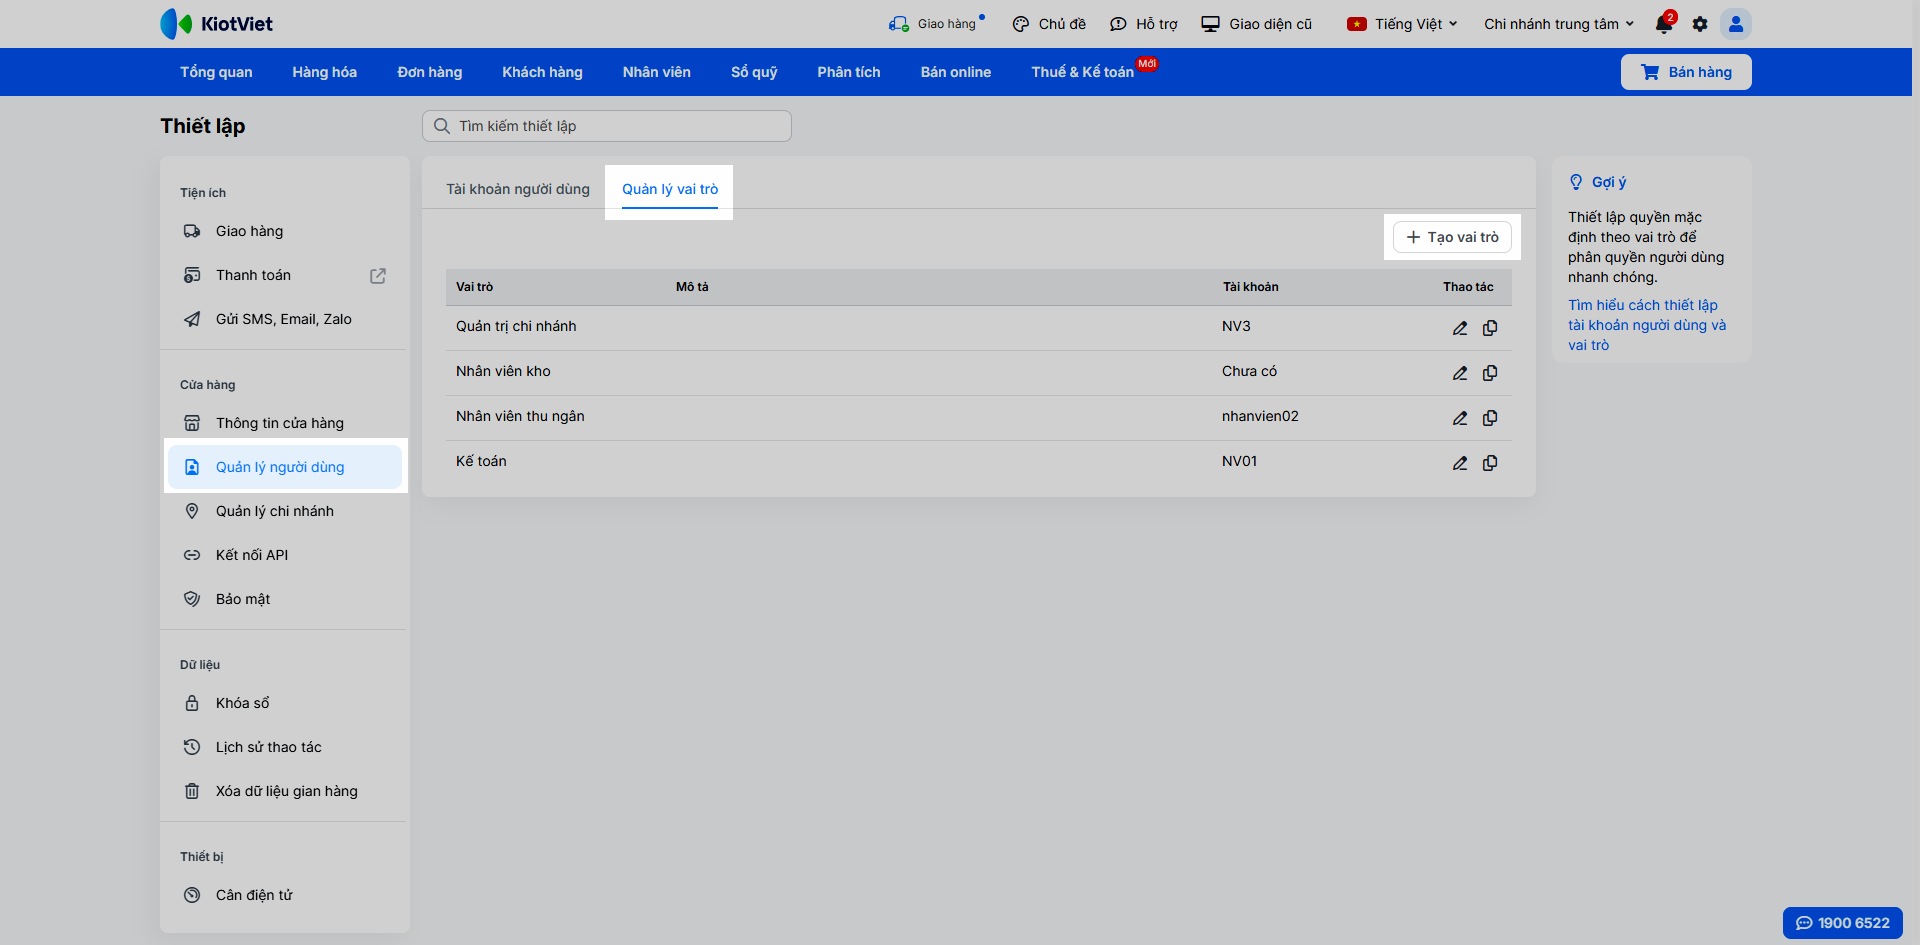 KiotViet
Giao hàng
Chủ đề
Hỗ trợ
Giao diện cũ
Tiếng Việt
Chi nhánh trung tâm
2
Tổng quan
Hàng hóa
Đơn hàng
Khách hàng
Nhân viên
Sổ quỹ
Phân tích
Bán online
Thuế & Kế toán
Mới
Bán hàng
Thiết lập
Tìm kiếm thiết lập
Tiện ích
Giao hàng
Thanh toán
Gửi SMS, Email, Zalo
Cửa hàng
Thông tin cửa hàng
Quản lý người dùng
Quản lý chi nhánh
Kết nối API
Bảo mật
Dữ liệu
Khóa sổ
Lịch sử thao tác
Xóa dữ liệu gian hàng
Thiết bị
Cân điện tử
Tài khoản người dùng
Quản lý vai trò
Tạo vai trò
Vai trò
Mô tả
Tài khoản
Thao tác
Quản trị chi nhánh
NV3
Nhân viên kho
Chưa có
Nhân viên thu ngân
nhanvien02
Kế toán
NV01
Gợi ý
Thiết lập quyền mặc
định theo vai trò để
phân quyền người dùng
nhanh chóng.
Tìm hiểu cách thiết lập
tài khoản người dùng và
vai trò
1900 6522